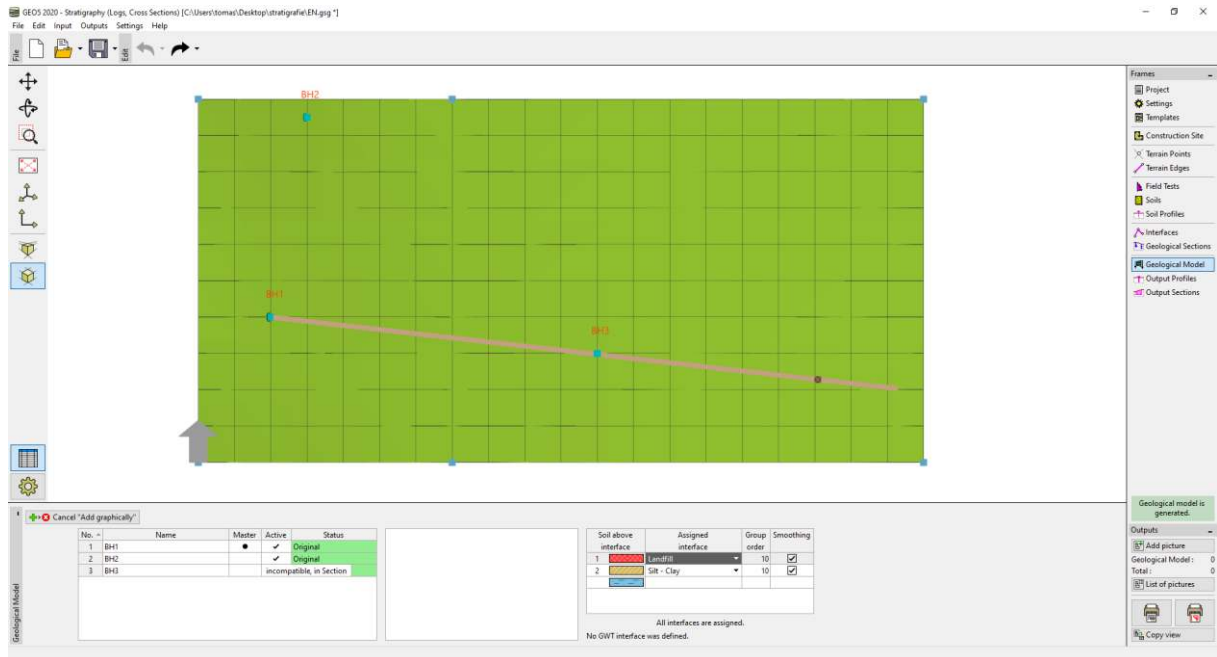 GEO5 2020 - Stratigraphy (Logs, Cross Sections) [C:\Users\tomas\Desktop\stratigrafie\EN.gsg *]
File Edit Input Outputs Settings Help
File
Edit
BH2
BH1
BH3
Frames
Project
Settings
Templates
Construction Site
Terrain Points
Terrain Edges
Field Tests
Soils
Soil Profiles
Interfaces
Geological Sections
Geological Model
Output Profiles
Output Sections
Geological model is
generated.
Outputs
Add picture
Geological Model : 0
Total : 0
List of pictures
Copy view
Geological Model
Cancel "Add graphically"
No. Name Master Active Status
1 BH1 Original
2 BH2 Original
3 BH3 incompatible, in Section
Soil above Assigned Group Smoothing
interface interface order
1 Landfill 10
2 Silt - Clay 10
All interfaces are assigned.
No GWT interface was defined.